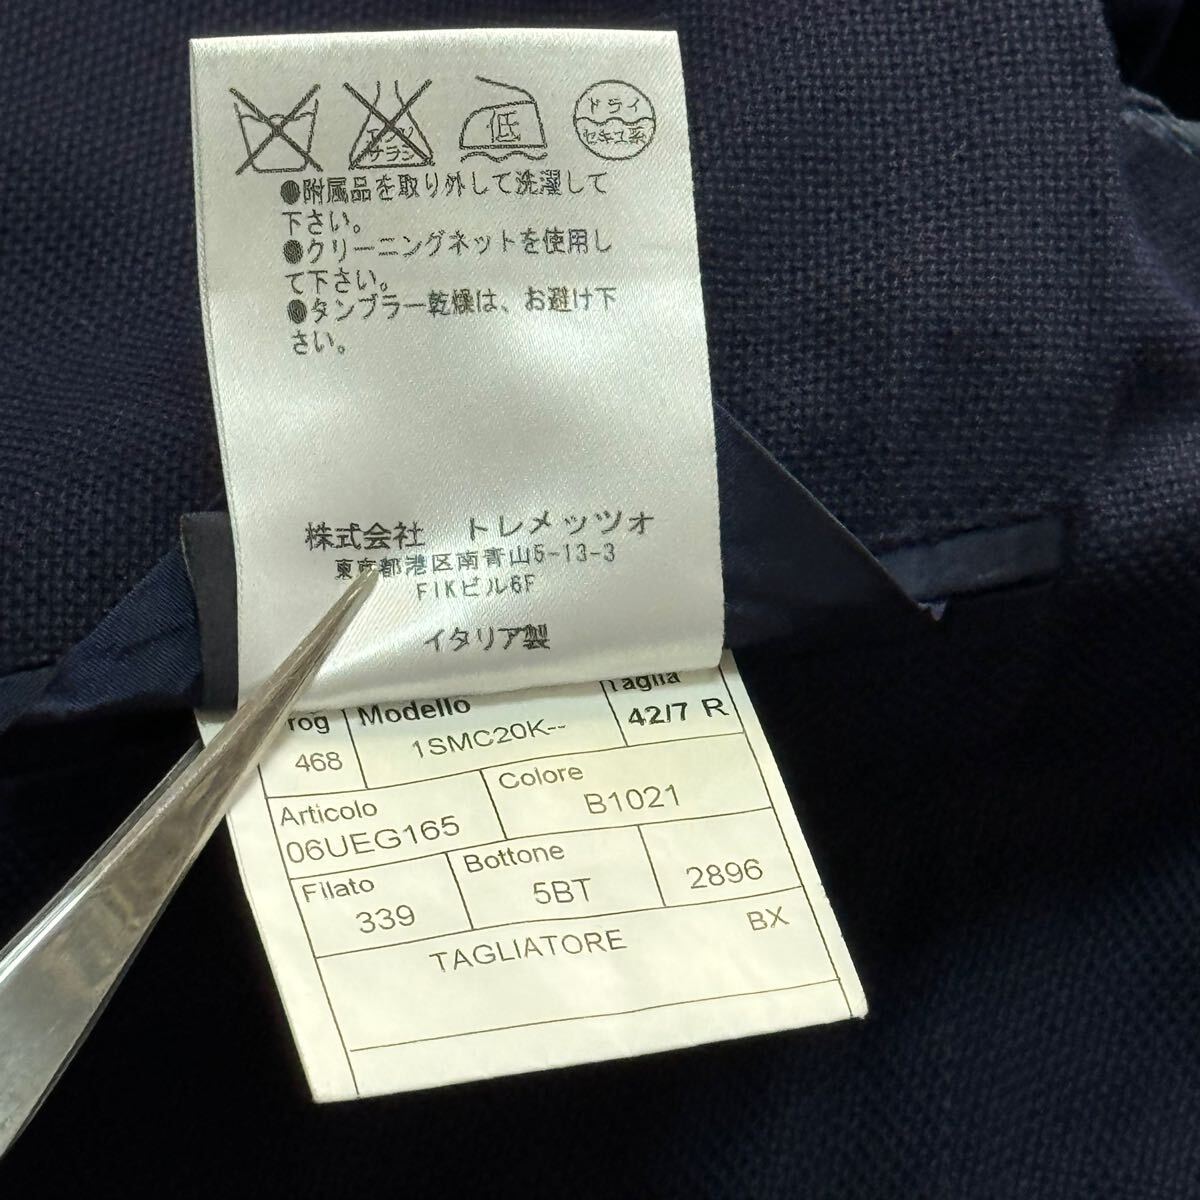 低
ドライ
セキユ系
●附属品を取り外して洗濯して
下さい。
●クリーニングネットを使用し
て下さい。
●タンブラー乾燥は、お避け下
さい。
株式会社 トレメッツォ
東京都港区南青山5-13-3
FIKビル6F
イタリア製
rog Modello Taglia
468 1SMC20K-- 42/7 R
Articolo Colore
06UEG165 B1021
Filato Bottone
339 5BT 2896
TAGLIATORE BX